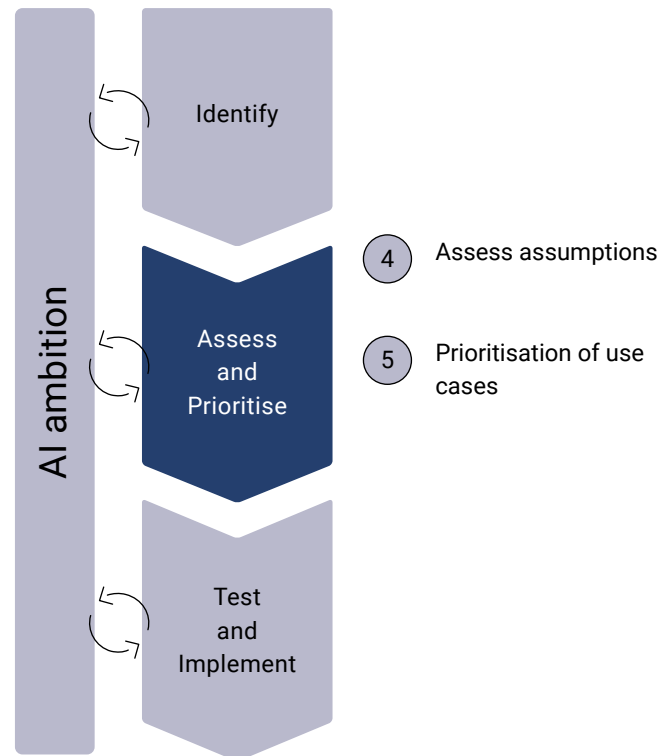 AI ambition
Identify
4
Assess assumptions
Assess
and
Prioritise
5
Prioritisation of use
cases
Test
and
Implement